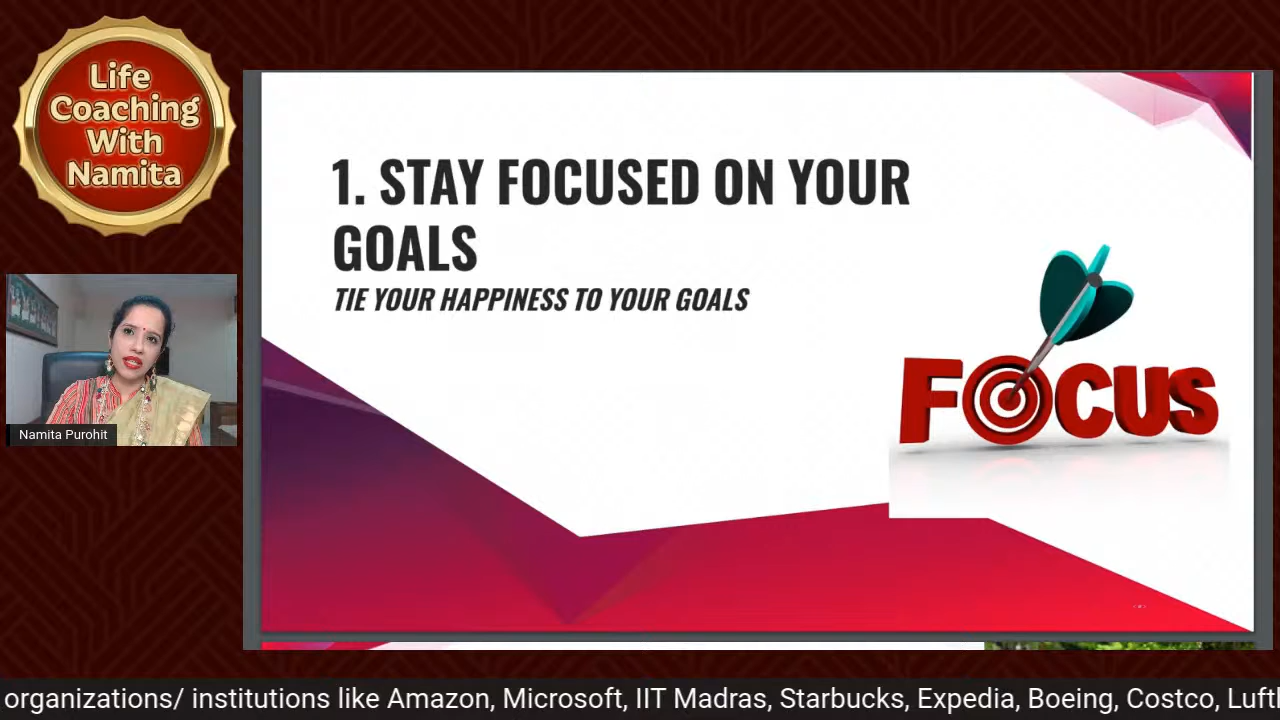 Life
Coaching
With
Namita
1. STAY FOCUSED ON YOUR
GOALS
TIE YOUR HAPPINESS TO YOUR GOALS
FOCUS
Namita Purohit
organizations/ institutions like Amazon, Microsoft, IIT Madras, Starbucks, Expedia, Boeing, Costco,